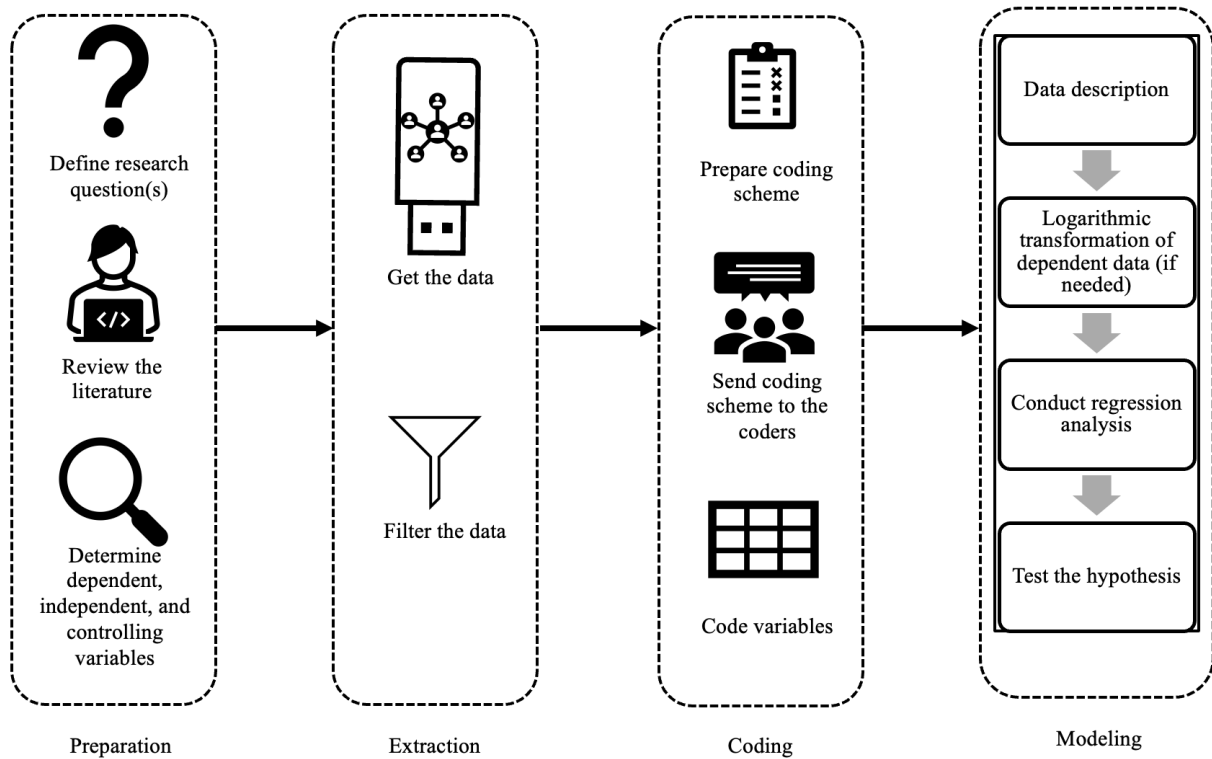 Define research
question(s)
Review the
literature
Determine
dependent,
independent, and
controlling
variables
Preparation
Get the data
Filter the data
Extraction
Prepare coding
scheme
Send coding
scheme to the
coders
Code variables
Coding
Data description
Logarithmic
transformation of
dependent data (if
needed)
Conduct regression
analysis
Test the hypothesis
Modeling